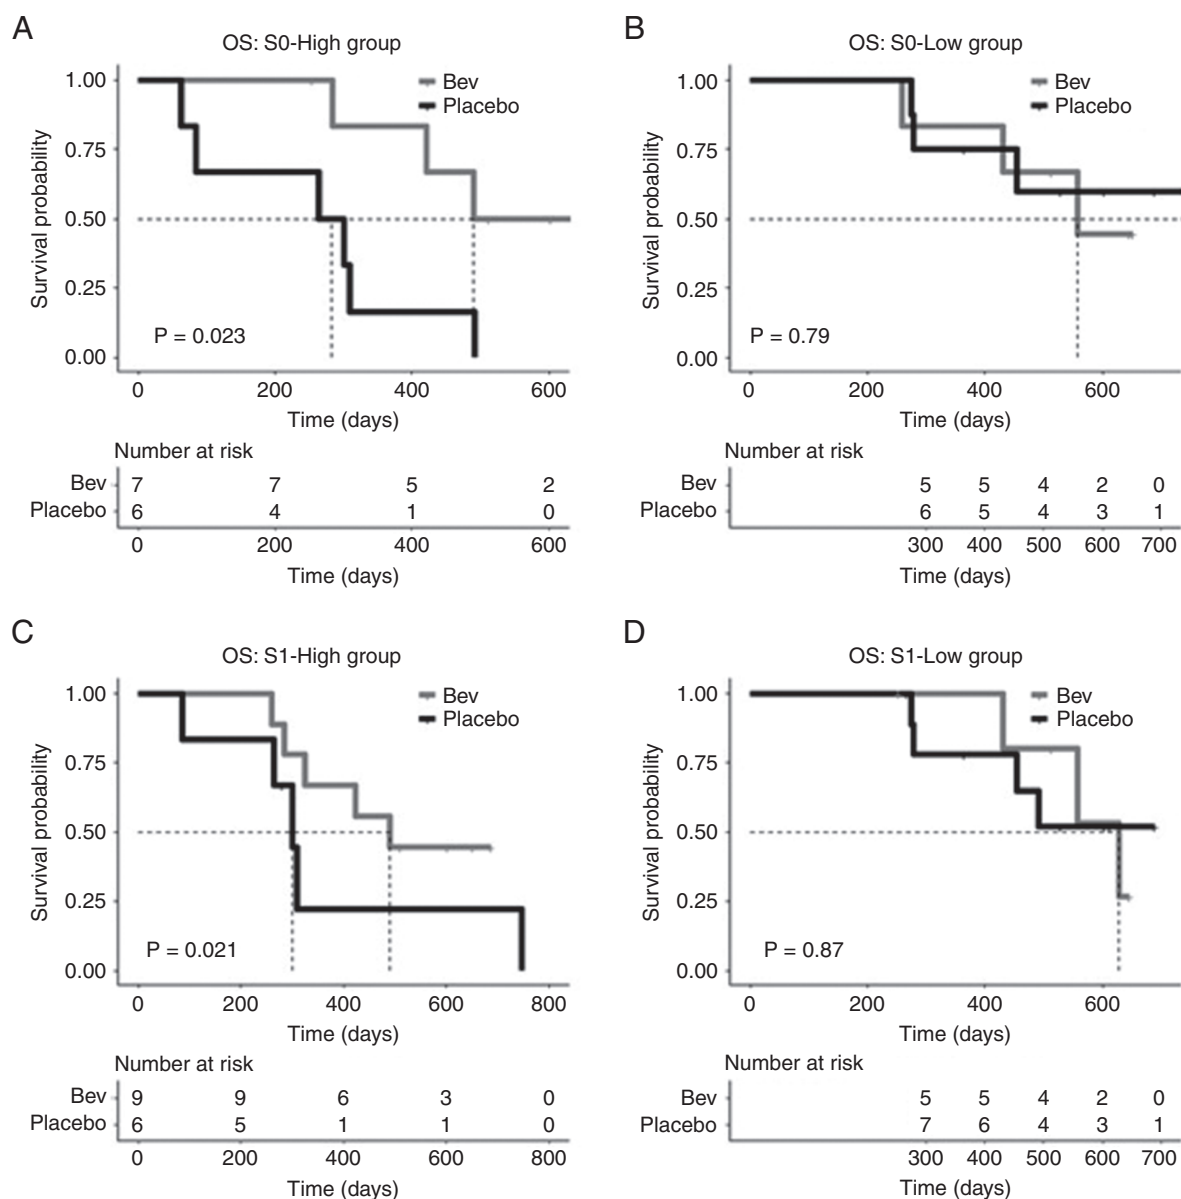 A
OS: S0-High group
1.00
0.75
0.50
0.25
0.00
Survival probability
Bev
Placebo
P = 0.023
0 200 400 600
Time (days)
Number at risk
Bev 7 7 5 2
Placebo 6 4 1 0
0 200 400 600
Time (days)
B
OS: S0-Low group
1.00
0.75
0.50
0.25
0.00
Survival probability
Bev
Placebo
P = 0.79
0 200 400 600
Time (days)
Number at risk
Bev 5 5 4 2 0
Placebo 6 5 4 3 1
300 400 500 600 700
Time (days)
C
OS: S1-High group
1.00
0.75
0.50
0.25
0.00
Survival probability
Bev
Placebo
P = 0.021
0 200 400 600 800
Time (days)
Number at risk
Bev 9 9 6 3 0
Placebo 6 5 1 1 0
0 200 400 600 800
Time (days)
D
OS: S1-Low group
1.00
0.75
0.50
0.25
0.00
Survival probability
Bev
Placebo
P = 0.87
0 200 400 600
Time (days)
Number at risk
Bev 5 5 4 2 0
Placebo 7 6 4 3 1
300 400 500 600 700
Time (days)